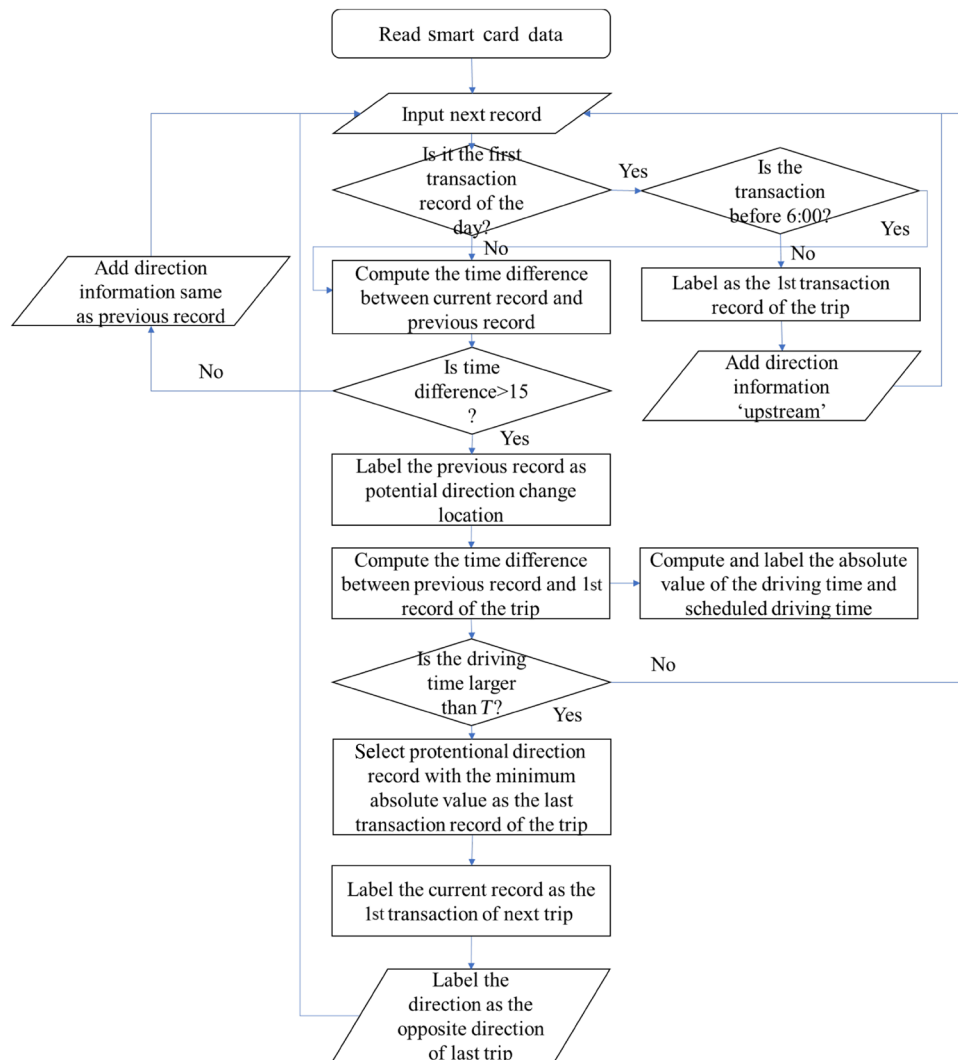 Read smart card data
Input next record
Is it the first
transaction
record of the
day?
Yes
Is the
transaction
before 6:00?
Yes
No
No
Add direction
information same
as previous record
Compute the time difference
between current record and
previous record
Label as the 1st transaction
record of the trip
No
Is time
difference>15
?
Add direction
information
‘upstream’
Yes
Label the previous record as
potential direction change
location
Compute the time difference
between previous record and 1st
record of the trip
Compute and label the absolute
value of the driving time and
scheduled driving time
Is the driving
time larger
than T?
No
Yes
Select protentional direction
record with the minimum
absolute value as the last
transaction record of the trip
Label the current record as the
1st transaction of next trip
Label the
direction as the
opposite direction
of last trip